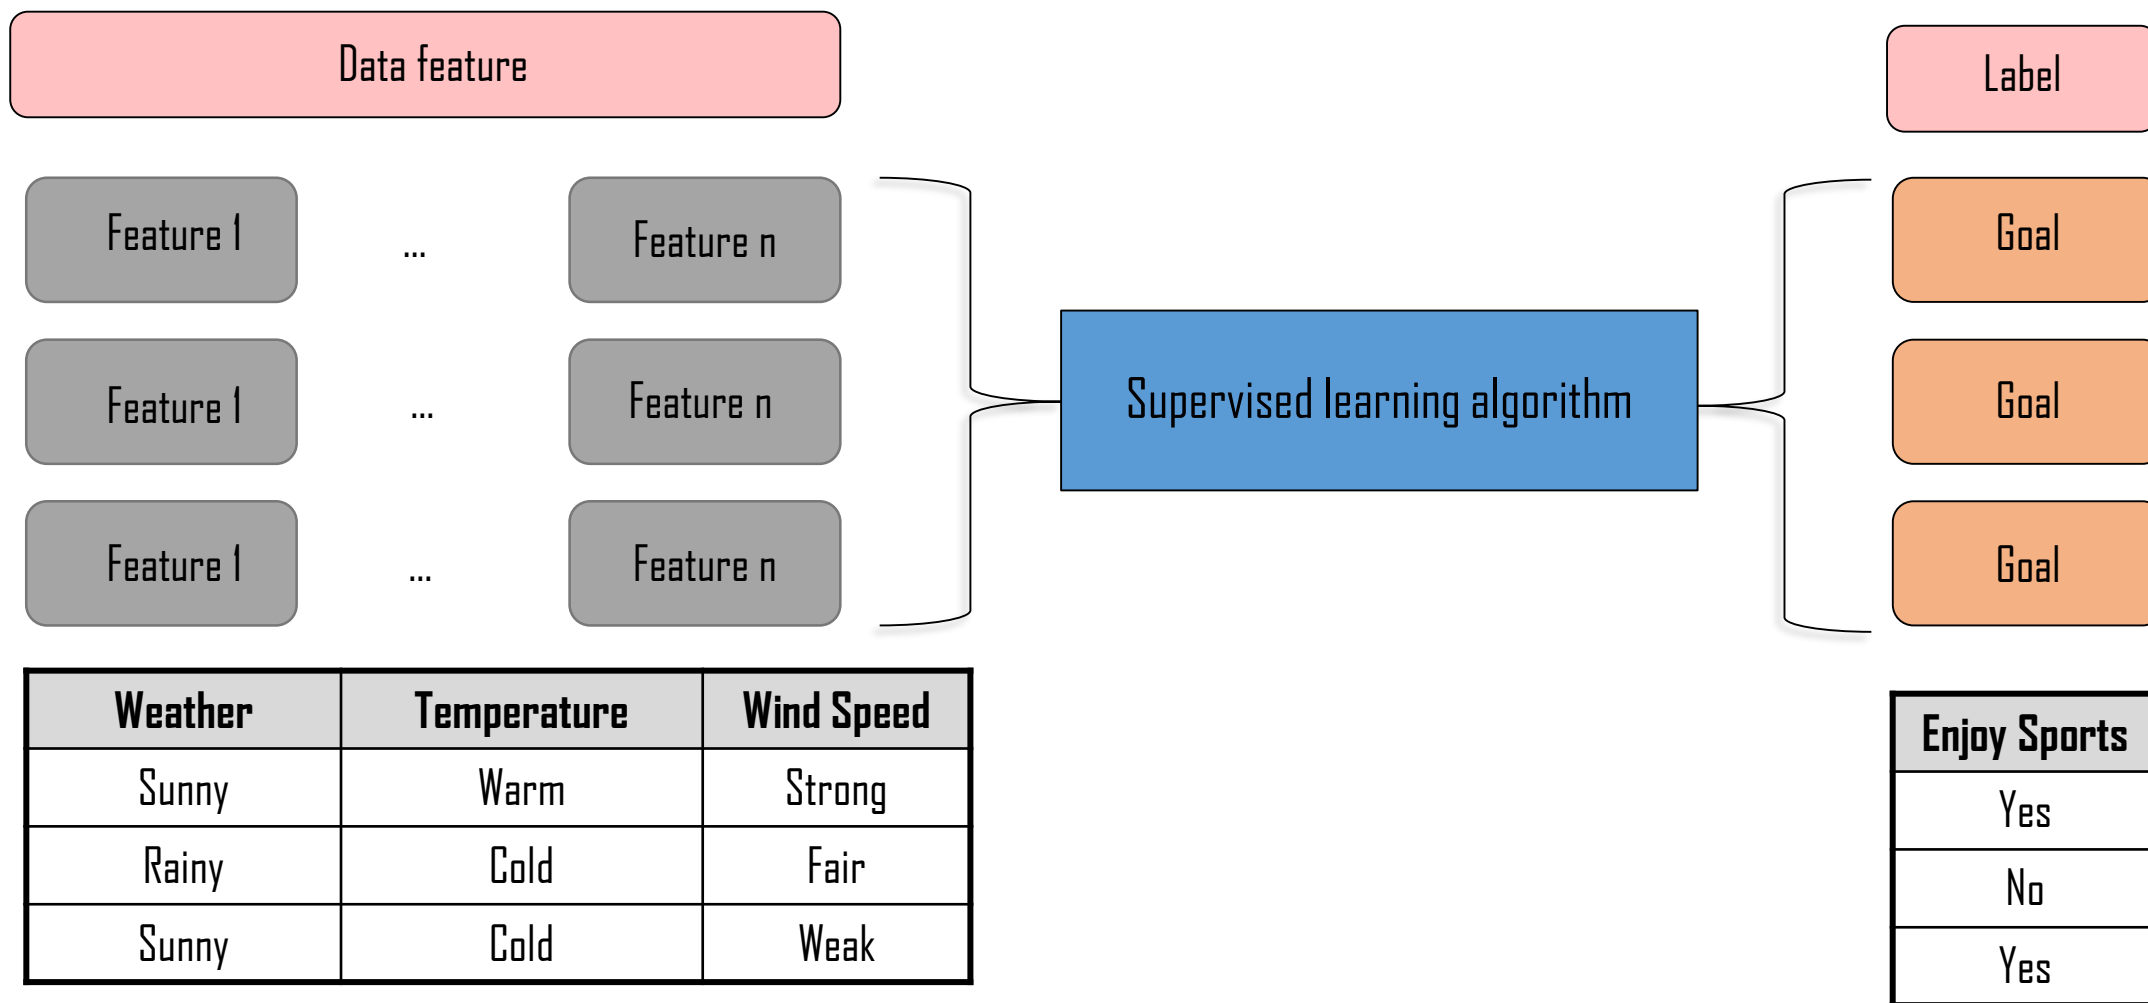 Data feature
Label
Feature 1 ... Feature n
Goal
Feature 1 ... Feature n
Supervised learning algorithm
Goal
Feature 1 ... Feature n
Goal
Weather Temperature Wind Speed
Sunny Warm Strong
Rainy Cold Fair
Sunny Cold Weak
Enjoy Sports
Yes
No
Yes